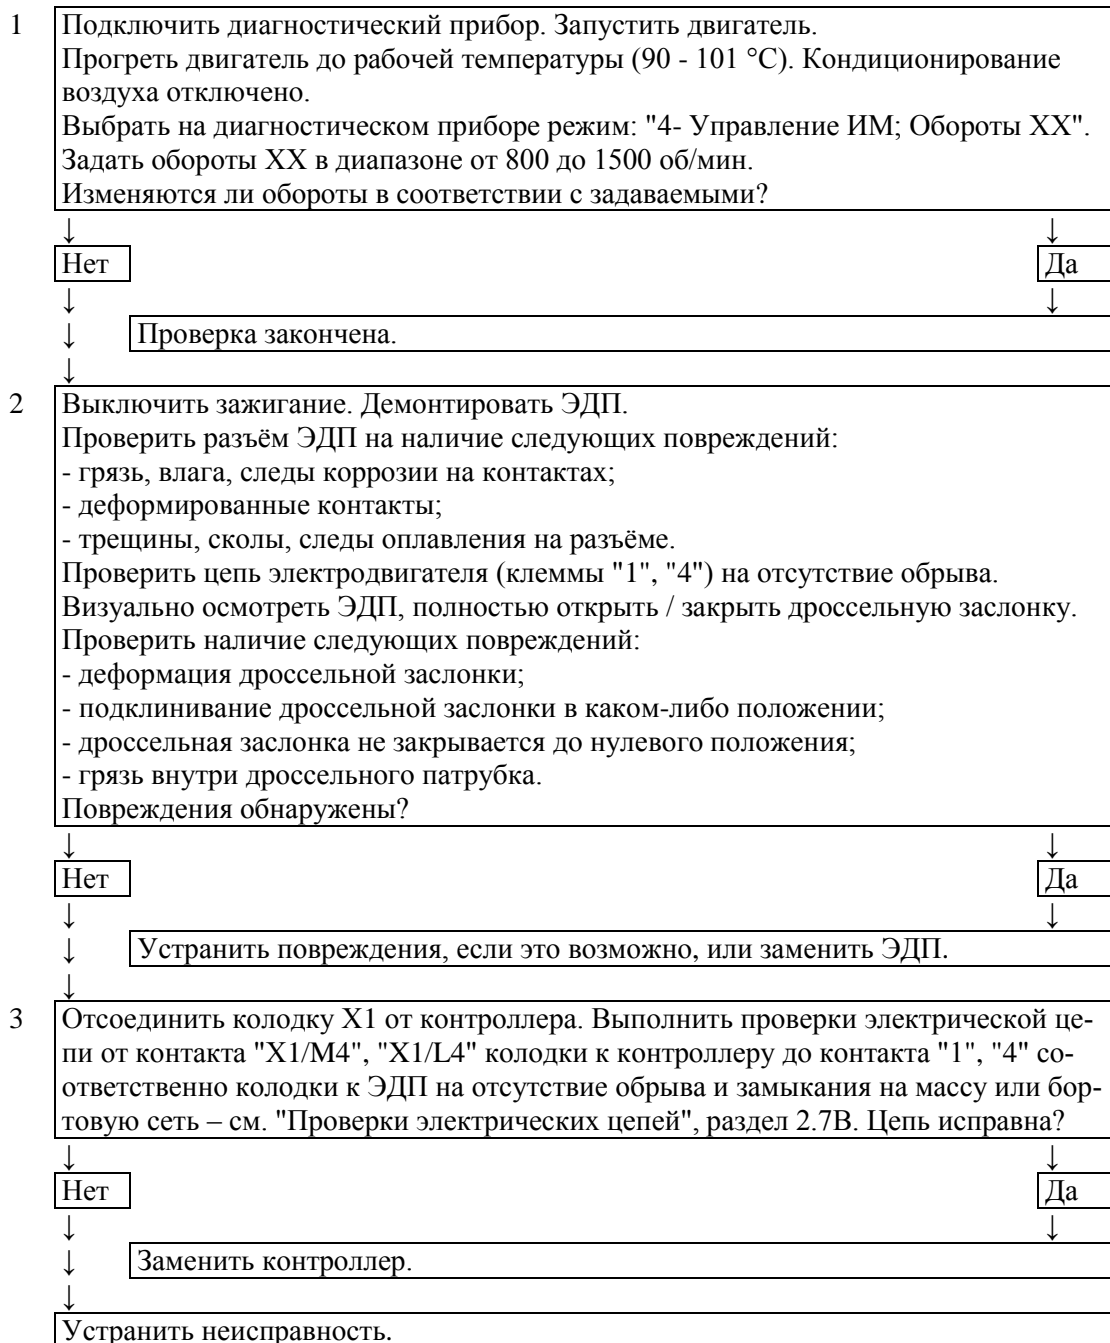 1 Подключить диагностический прибор. Запустить двигатель.
Прогреть двигатель до рабочей температуры (90 - 101 °С). Кондиционирование
воздуха отключено.
Выбрать на диагностическом приборе режим: "4- Управление ИМ; Обороты ХХ".
Задать обороты ХХ в диапазоне от 800 до 1500 об/мин.
Изменяются ли обороты в соответствии с задаваемыми?
↓ ↓
Нет Да
↓ ↓
↓ Проверка закончена.
↓
2 Выключить зажигание. Демонтировать ЭДП.
Проверить разъём ЭДП на наличие следующих повреждений:
- грязь, влага, следы коррозии на контактах;
- деформированные контакты;
- трещины, сколы, следы оплавления на разъёме.
Проверить цепь электродвигателя (клеммы "1", "4") на отсутствие обрыва.
Визуально осмотреть ЭДП, полностью открыть / закрыть дроссельную заслонку.
Проверить наличие следующих повреждений:
- деформация дроссельной заслонки;
- подклинивание дроссельной заслонки в каком-либо положении;
- дроссельная заслонка не закрывается до нулевого положения;
- грязь внутри дроссельного патрубка.
Повреждения обнаружены?
↓ ↓
Нет Да
↓ ↓
↓ Устранить повреждения, если это возможно, или заменить ЭДП.
↓
3 Отсоединить колодку Х1 от контроллера. Выполнить проверки электрической це-
пи от контакта "Х1/М4", "Х1/L4" колодки к контроллеру до контакта "1", "4" со-
ответственно колодки к ЭДП на отсутствие обрыва и замыкания на массу или бор-
товую сеть – см. "Проверки электрических цепей", раздел 2.7В. Цепь исправна?
↓ ↓
Нет Да
↓ ↓
↓ Заменить контроллер.
↓
Устранить неисправность.